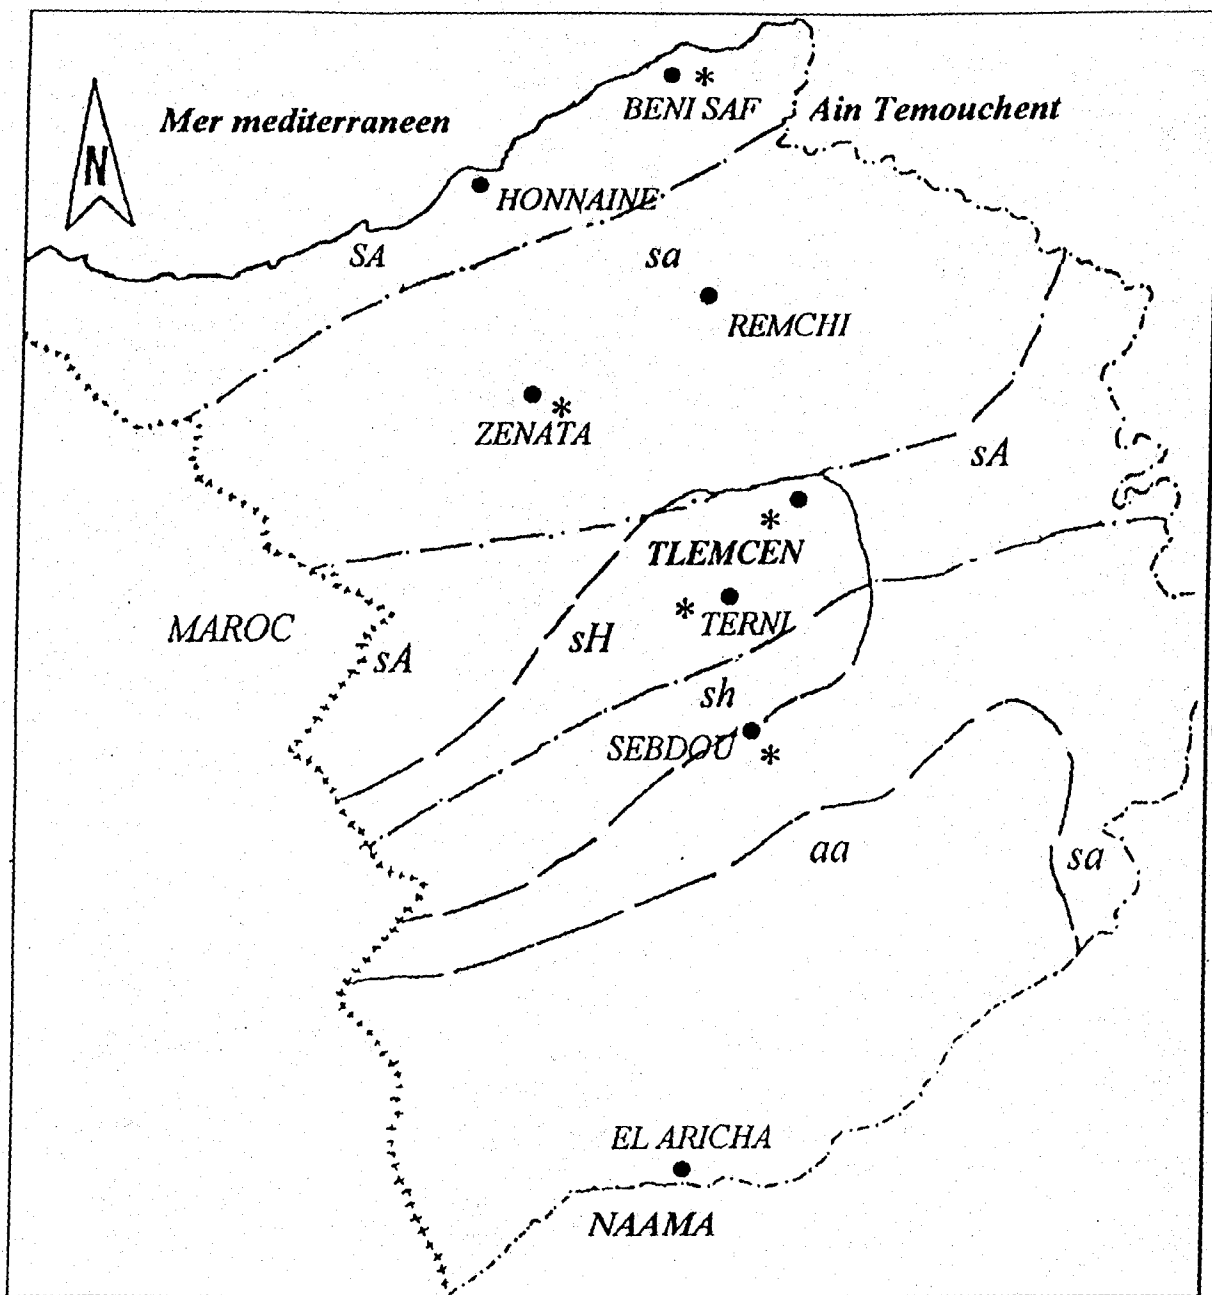 BENI SAF
Mer mediterraneen
Ain Temouchent
N
HONNAINE
SA
sa
REMCHI
ZENATA
sA
TLEMCEN
TERNI
MAROC
sH
sA
sh
SEBDOU
aa
sa
EL ARICHA
NAAMA